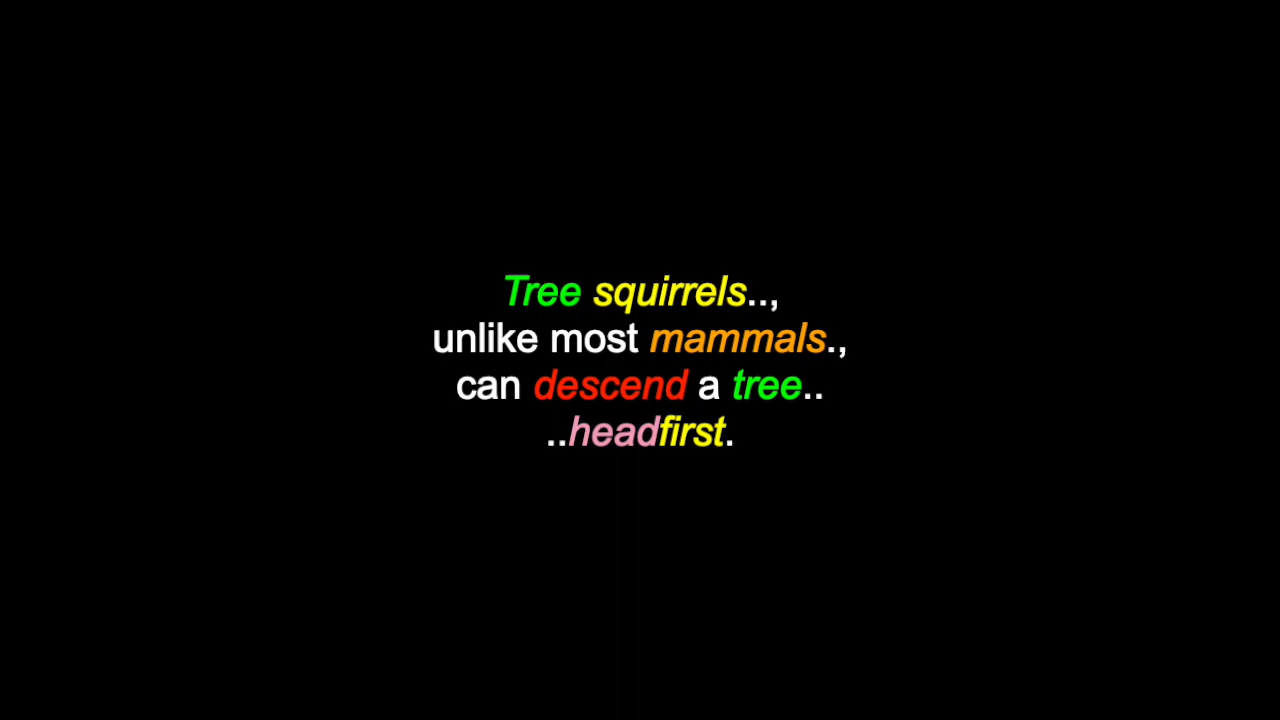 Tree squirrels..,
unlike most mammals.,
can descend a tree..
..headfirst.